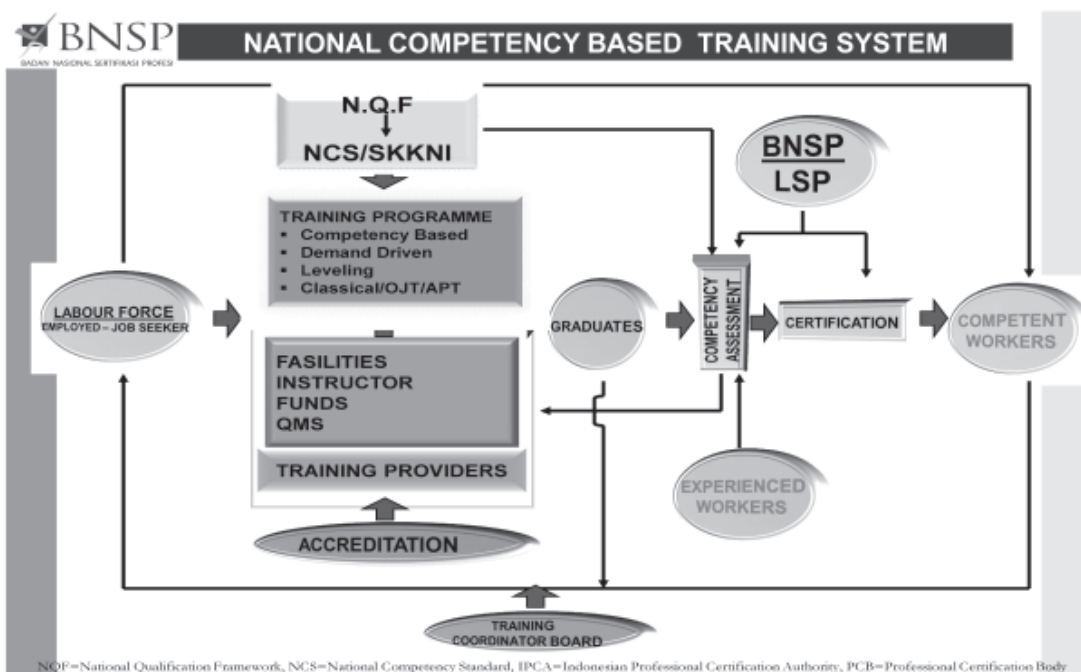 BNSP
BADAN NASIONAL SERTIFIKASI PROFESI
NATIONAL COMPETENCY BASED TRAINING SYSTEM
N.Q.F
NCS/SKKNI
BNSP
LSP
TRAINING PROGRAMME
▪ Competency Based
▪ Demand Driven
▪ Leveling
▪ Classical/OJT/APT
LABOUR FORCE
EMPLOYED – JOB SEEKER
GRADUATES
COMPETENCY
ASSESSMENT
CERTIFICATION
COMPETENT
WORKERS
FASILITIES
INSTRUCTOR
FUNDS
QMS
TRAINING PROVIDERS
EXPERIENCED
WORKERS
ACCREDITATION
TRAINING
COORDINATOR BOARD
NQF=National Qualification Framework, NCS=National Competency Standard, IPCA=Indonesian Professional Certification Authority, PCB=Professional Certification Body